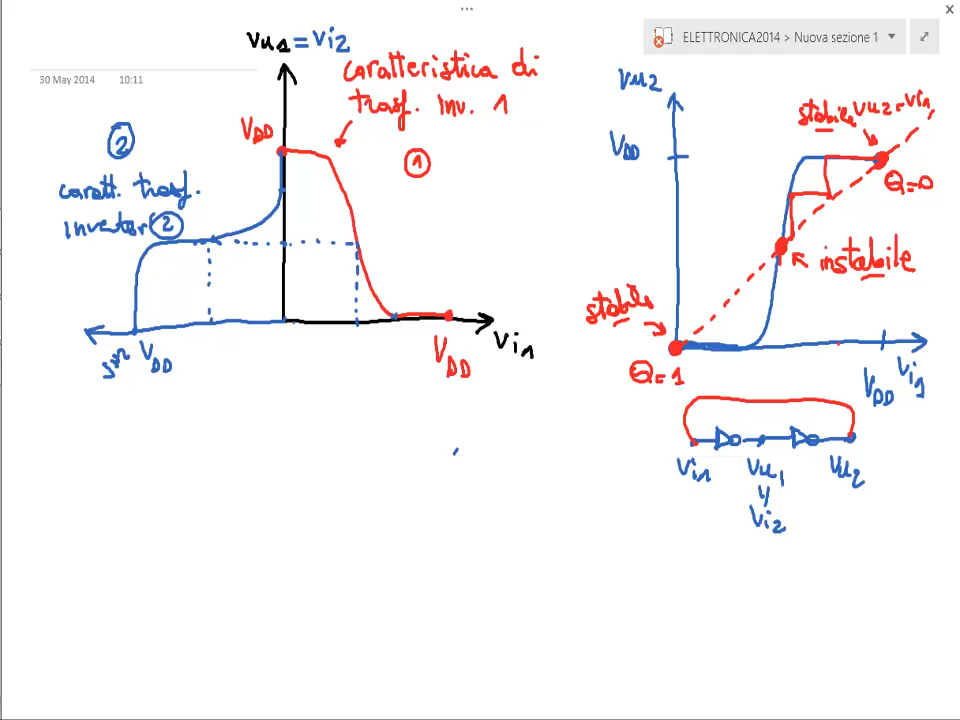 ELETTRONICA2014 > Nuova sezione 1
30 May 2014 10:11
Vu1 = Vi2
caratteristica di
trasf. inv. 1
VDD
1
2
caratt. trasf.
inverter 2
VDD
Vi1
VDD
Vu2
VDD
stabile
Vu2 = Vi1
Q=0
instabile
stabile
Q=1
VDD
Vi1
Vi1
Vu1
Vu2
Vi2